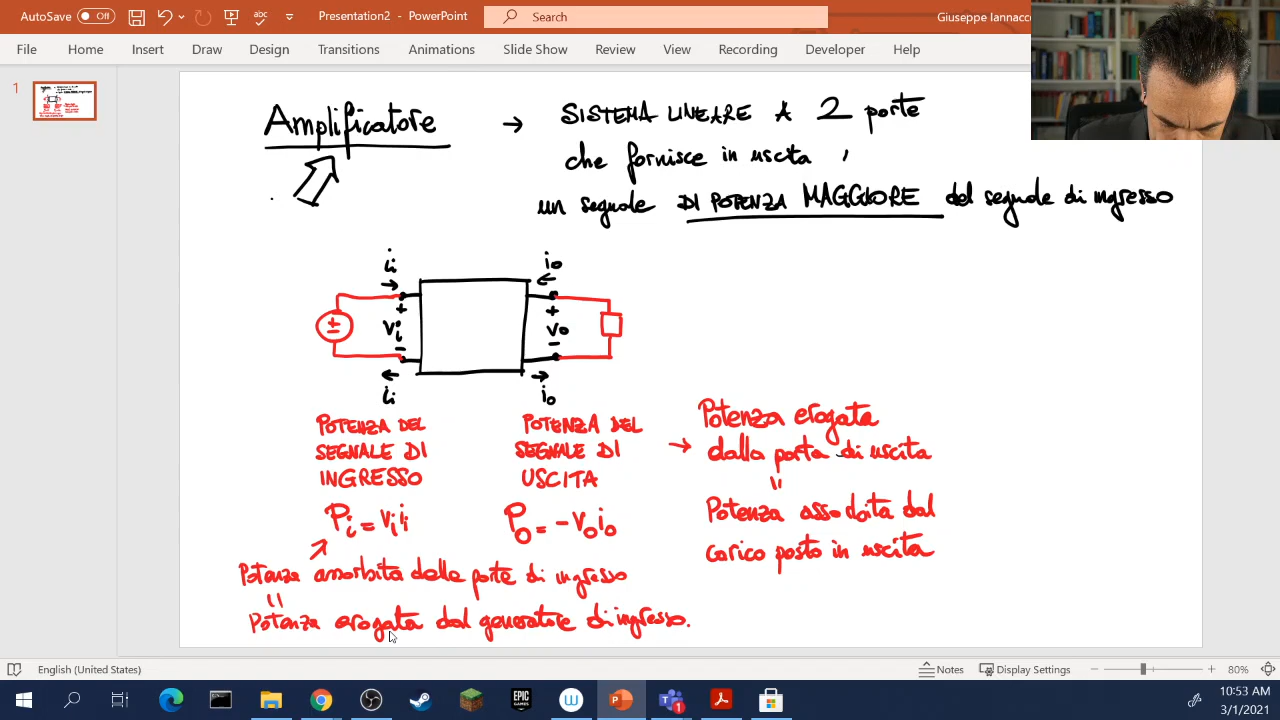 AutoSave Off
Presentation2 - PowerPoint
Search
Giuseppe Iannacc
File Home Insert Draw Design Transitions Animations Slide Show Review View Recording Developer Help
1
Amplificatore → SISTEMA LINEARE A 2 porte
che fornisce in uscita
un segnale DI POTENZA MAGGIORE del segnale di ingresso
ii io
+ +
± vi vo
- -
ii io
POTENZA DEL
SEGNALE DI
INGRESSO
Pi = vi ii
POTENZA DEL
SEGNALE DI
USCITA
Po = -vo io
→ Potenza erogata
dalla porta di uscita
=
Potenza assorbita dal
carico posto in uscita
Potenza assorbita dalla porta di ingresso
=
Potenza erogata dal generatore di ingresso.
English (United States)
Notes
Display Settings
80%
EPIC GAMES
W
1
10:53 AM
3/1/2021